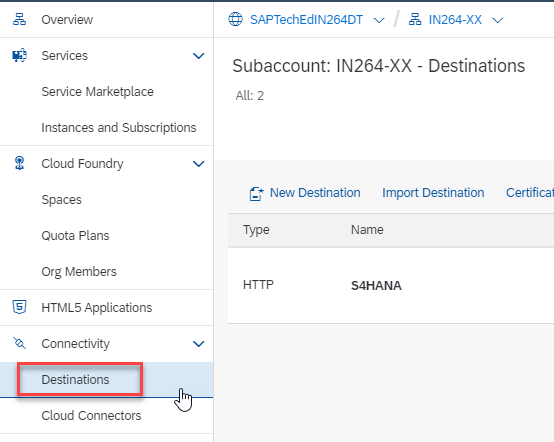 Overview
Services
Service Marketplace
Instances and Subscriptions
Cloud Foundry
Spaces
Quota Plans
Org Members
HTML5 Applications
Connectivity
Destinations
Cloud Connectors
SAPTechEdIN264DT / IN264-XX
Subaccount: IN264-XX - Destinations
All: 2
New Destination Import Destination
Type Name
HTTP S4HANA